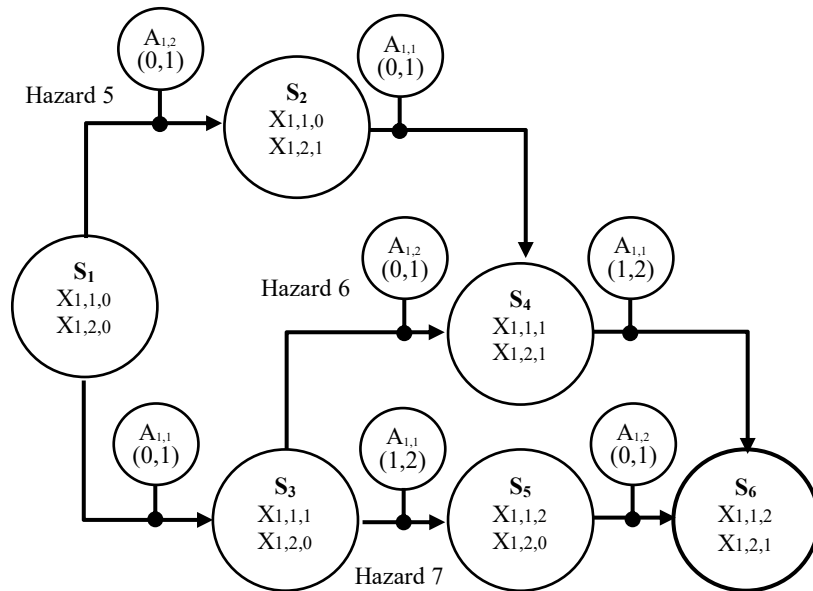 A1,2
(0,1)
A1,1
(0,1)
Hazard 5
S2
X1,1,0
X1,2,1
S1
X1,1,0
X1,2,0
A1,2
(0,1)
Hazard 6
S4
X1,1,1
X1,2,1
A1,1
(1,2)
A1,1
(0,1)
S3
X1,1,1
X1,2,0
A1,1
(1,2)
Hazard 7
S5
X1,1,2
X1,2,0
A1,2
(0,1)
S6
X1,1,2
X1,2,1